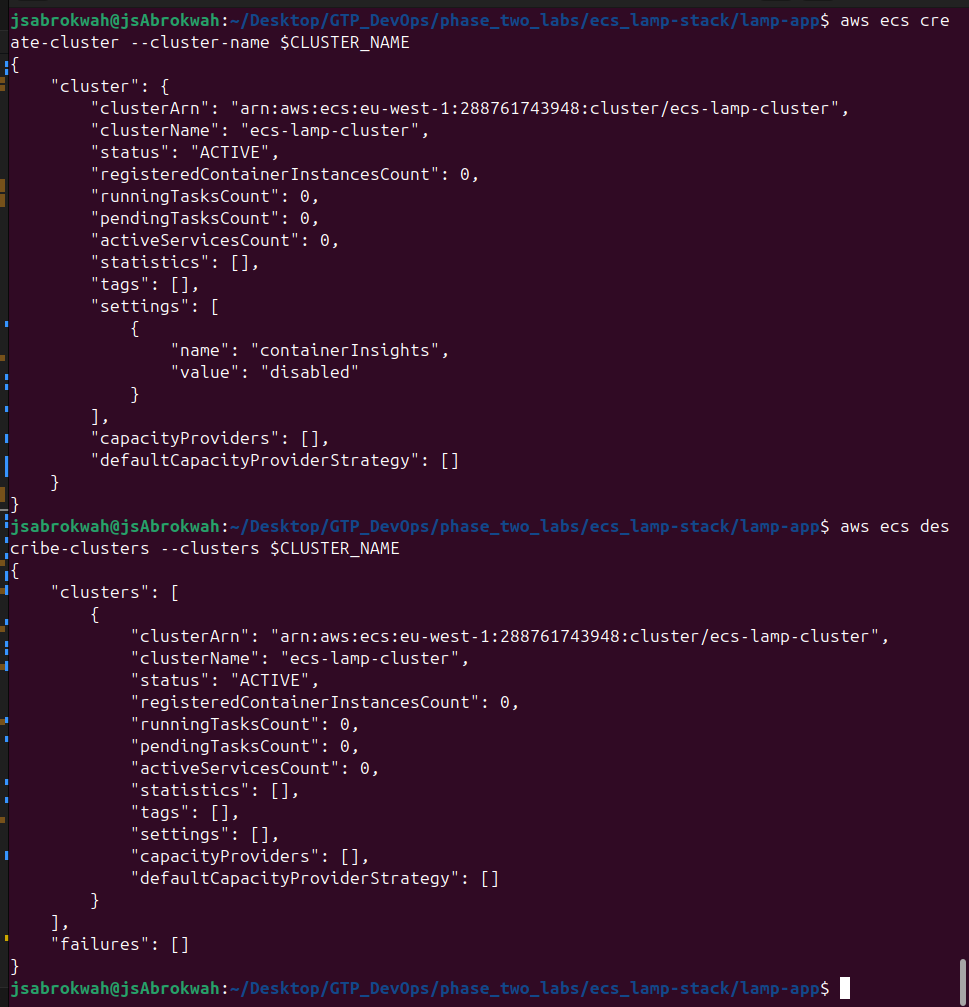 jsabrokwah@jsAbrokwah:~/Desktop/GTP_DevOps/phase_two_labs/ecs_lamp-stack/lamp-app$ aws ecs cre
ate-cluster --cluster-name $CLUSTER_NAME
{
    "cluster": {
        "clusterArn": "arn:aws:ecs:eu-west-1:288761743948:cluster/ecs-lamp-cluster",
        "clusterName": "ecs-lamp-cluster",
        "status": "ACTIVE",
        "registeredContainerInstancesCount": 0,
        "runningTasksCount": 0,
        "pendingTasksCount": 0,
        "activeServicesCount": 0,
        "statistics": [],
        "tags": [],
        "settings": [
            {
                "name": "containerInsights",
                "value": "disabled"
            }
        ],
        "capacityProviders": [],
        "defaultCapacityProviderStrategy": []
    }
}
jsabrokwah@jsAbrokwah:~/Desktop/GTP_DevOps/phase_two_labs/ecs_lamp-stack/lamp-app$ aws ecs des
cribe-clusters --clusters $CLUSTER_NAME
{
    "clusters": [
        {
            "clusterArn": "arn:aws:ecs:eu-west-1:288761743948:cluster/ecs-lamp-cluster",
            "clusterName": "ecs-lamp-cluster",
            "status": "ACTIVE",
            "registeredContainerInstancesCount": 0,
            "runningTasksCount": 0,
            "pendingTasksCount": 0,
            "activeServicesCount": 0,
            "statistics": [],
            "tags": [],
            "settings": [],
            "capacityProviders": [],
            "defaultCapacityProviderStrategy": []
        }
    ],
    "failures": []
}
jsabrokwah@jsAbrokwah:~/Desktop/GTP_DevOps/phase_two_labs/ecs_lamp-stack/lamp-app$